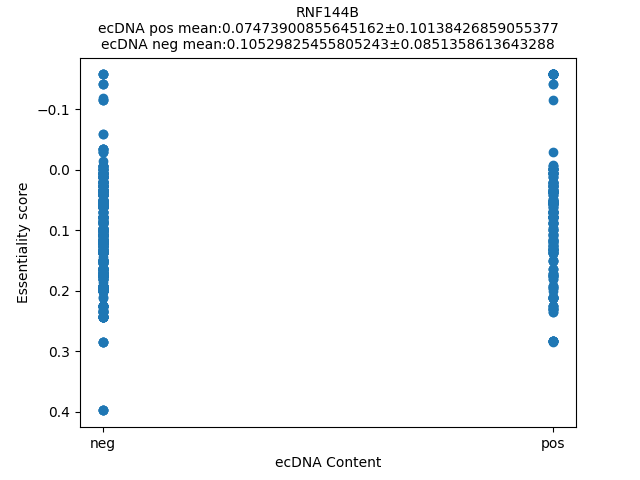 RNF144B
ecDNA pos mean:0.07473900855645162±0.10138426859055377
ecDNA neg mean:0.10529825455805243±0.0851358613643288
−0.1
0.0
0.1
0.2
0.3
0.4
Essentiality score
neg
pos
ecDNA Content